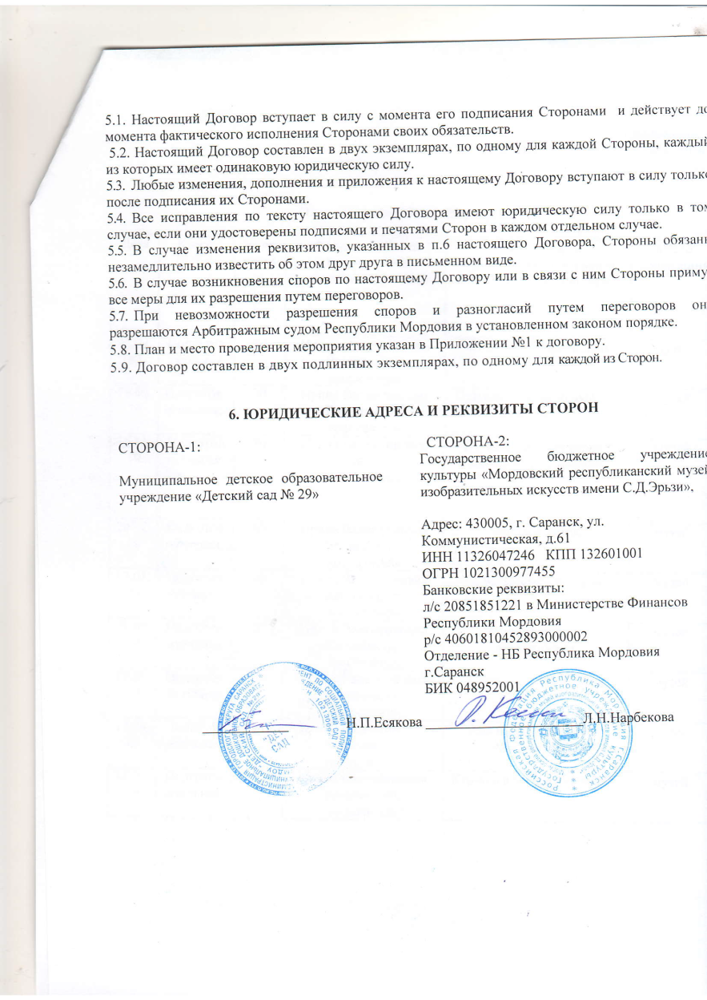 5.1. Настоящий Договор вступает в силу с момента его подписания Сторонами и действует до
момента фактического исполнения Сторонами своих обязательств.
5.2. Настоящий Договор составлен в двух экземплярах, по одному для каждой Стороны, каждый
из которых имеет одинаковую юридическую силу.
5.3. Любые изменения, дополнения и приложения к настоящему Договору вступают в силу только
после подписания их Сторонами.
5.4. Все исправления по тексту настоящего Договора имеют юридическую силу только в том
случае, если они удостоверены подписями и печатями Сторон в каждом отдельном случае.
5.5. В случае изменения реквизитов, указанных в п.6 настоящего Договора, Стороны обязан
незамедлительно известить об этом друг друга в письменном виде.
5.6. В случае возникновения споров по настоящему Договору или в связи с ним Стороны приму
все меры для их разрешения путем переговоров.
5.7. При невозможности разрешения споров и разногласий путем переговоров он
разрешаются Арбитражным судом Республики Мордовия в установленном законом порядке.
5.8. План и место проведения мероприятия указан в Приложении №1 к договору.
5.9. Договор составлен в двух подлинных экземплярах, по одному для каждой из Сторон.
6. ЮРИДИЧЕСКИЕ АДРЕСА И РЕКВИЗИТЫ СТОРОН
СТОРОНА-1:
Муниципальное детское образовательное
учреждение «Детский сад № 29»
СТОРОНА-2:
Государственное бюджетное учреждение
культуры «Мордовский республиканский музей
изобразительных искусств имени С.Д.Эрьзи»,
Адрес: 430005, г. Саранск, ул.
Коммунистическая, д.61
ИНН 11326047246 КПП 132601001
ОГРН 1021300977455
Банковские реквизиты:
л/с 20851851221 в Министерстве Финансов
Республики Мордовия
р/с 40601810452893000002
Отделение - НБ Республика Мордовия
г.Саранск
БИК 048952001
Н.П.Есякова
Л.Н.Нарбекова
Российская Федерация Республика Мордовия г.Саранск
Государственное бюджетное учреждение культуры